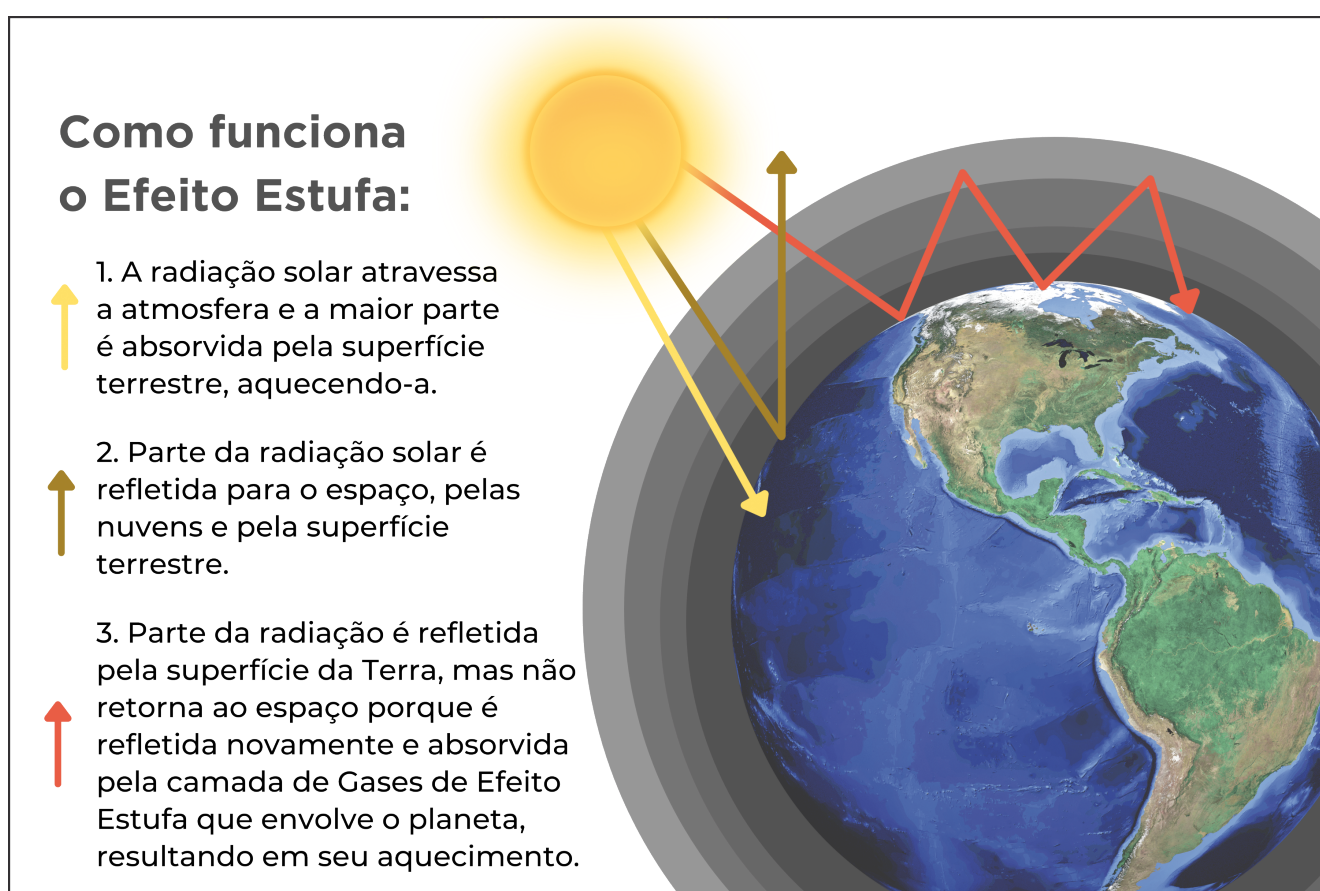 Como funciona
o Efeito Estufa:
1. A radiação solar atravessa
a atmosfera e a maior parte
é absorvida pela superfície
terrestre, aquecendo-a.
2. Parte da radiação solar é
refletida para o espaço, pelas
nuvens e pela superfície
terrestre.
3. Parte da radiação é refletida
pela superfície da Terra, mas não
retorna ao espaço porque é
refletida novamente e absorvida
pela camada de Gases de Efeito
Estufa que envolve o planeta,
resultando em seu aquecimento.